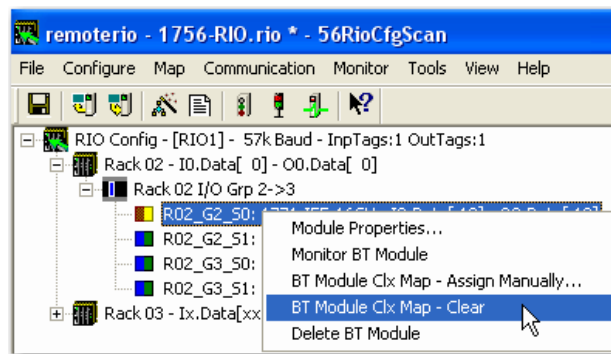 remoterio - 1756-RIO.rio * - 56RioCfgScan
File Configure Map Communication Monitor Tools View Help
RIO Config - [RIO1] - 57k Baud - InpTags:1 OutTags:1
Rack 02 - I0.Data[ 0] - O0.Data[ 0]
Rack 02 I/O Grp 2->3
R02_G2_S0:
R02_G2_S1:
R02_G3_S0:
R02_G3_S1:
Rack 03 - Ix.Data[xx
Module Properties...
Monitor BT Module
BT Module Clx Map - Assign Manually...
BT Module Clx Map - Clear
Delete BT Module